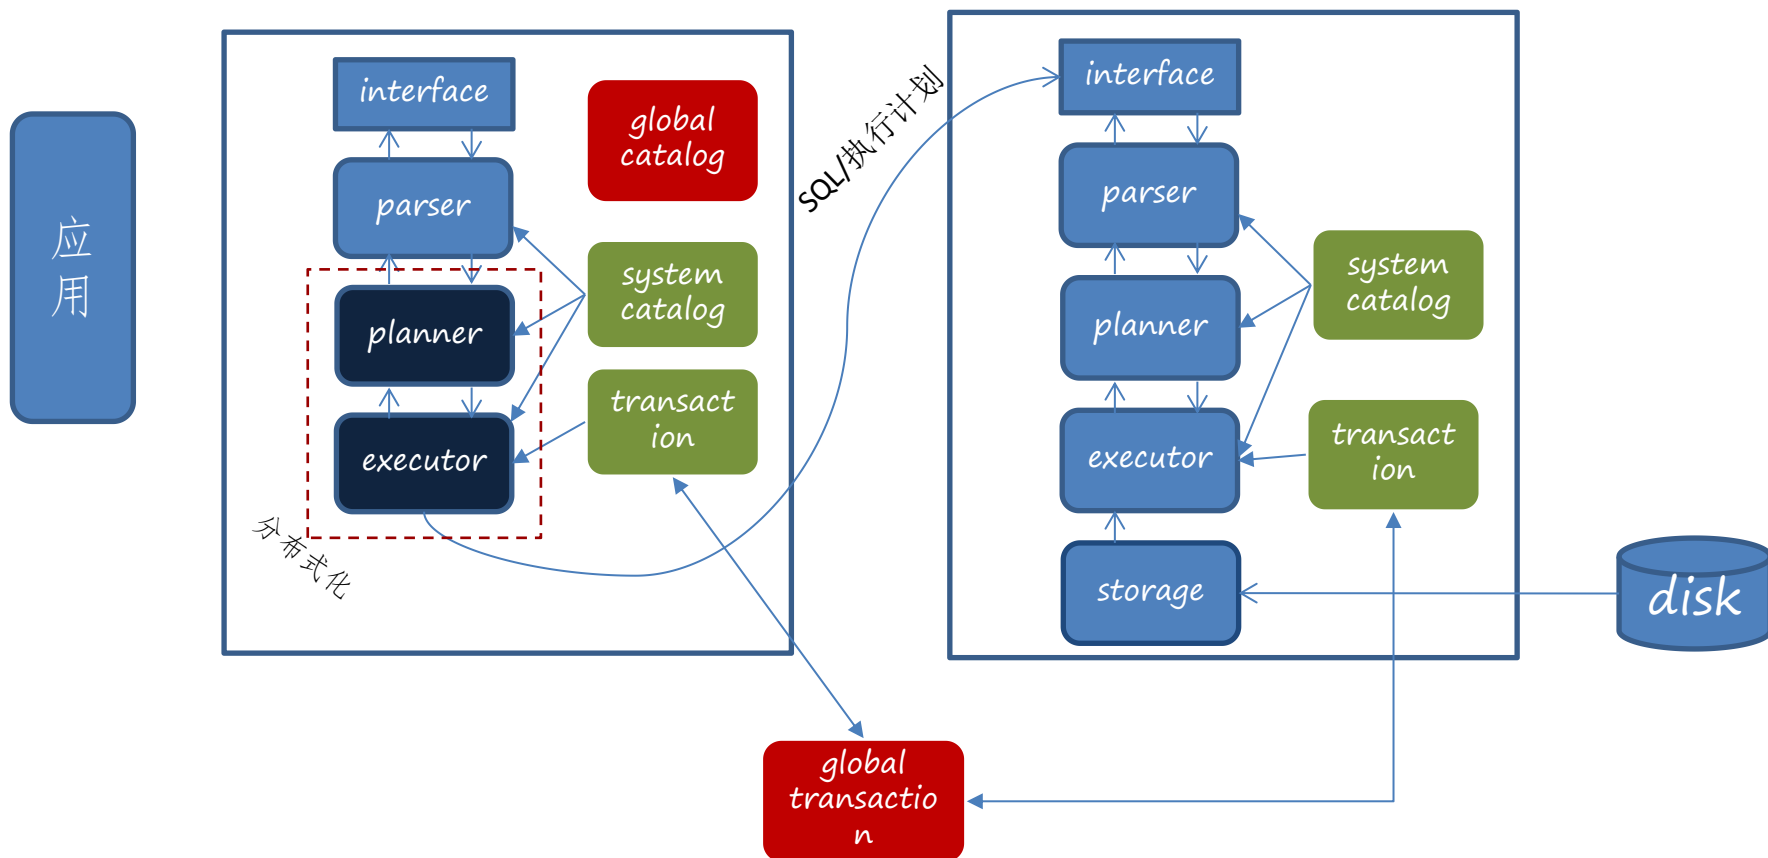 应
用
interface
parser
planner
executor
分布式化
global
catalog
system
catalog
transact
ion
SQL/执行计划
interface
parser
planner
executor
storage
system
catalog
transact
ion
disk
global
transactio
n